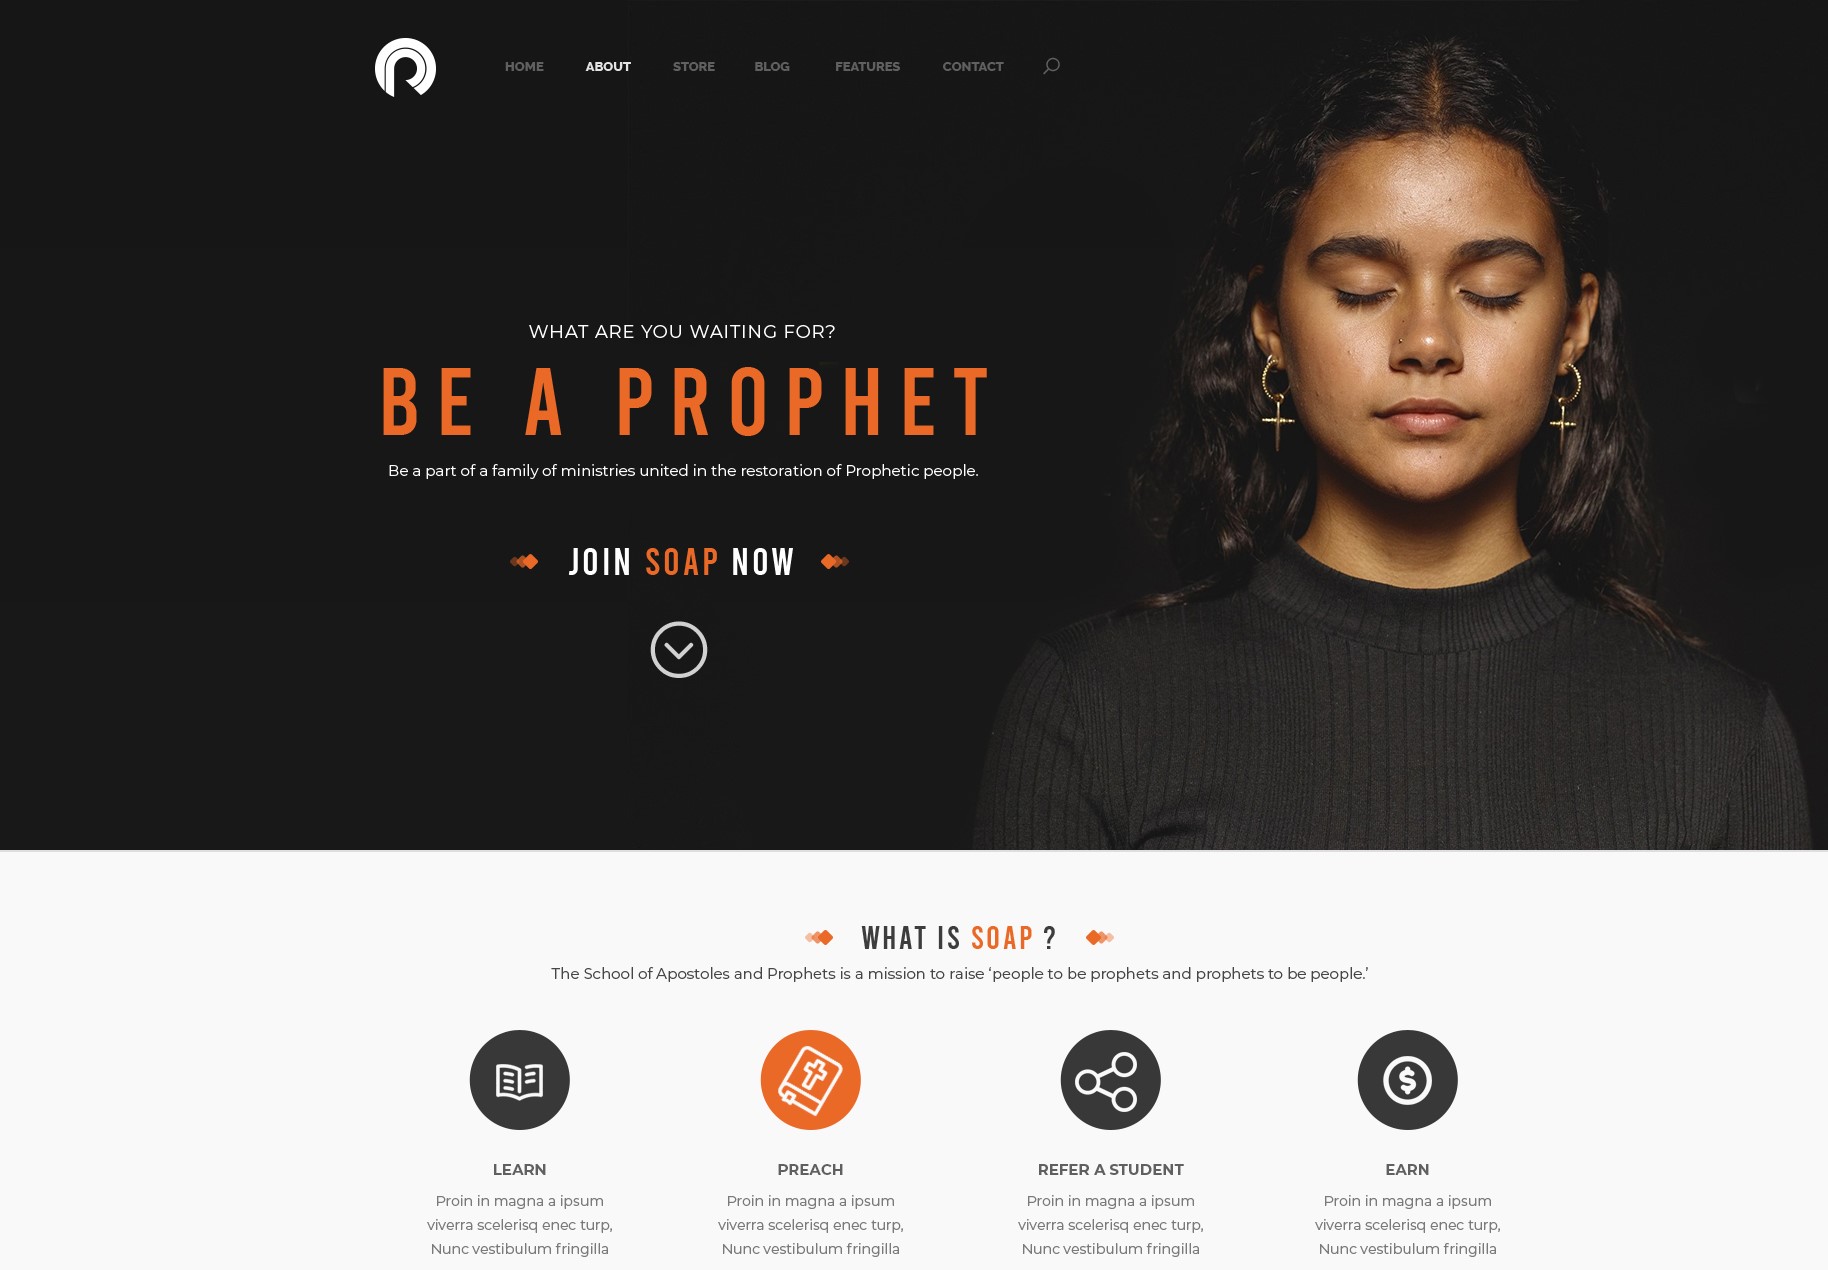 HOME ABOUT STORE BLOG FEATURES CONTACT
WHAT ARE YOU WAITING FOR?
BE A PROPHET
Be a part of a family of ministries united in the restoration of Prophetic people.
JOIN SOAP NOW
WHAT IS SOAP ?
The School of Apostoles and Prophets is a mission to raise ‘people to be prophets and prophets to be people.’
LEARN
Proin in magna a ipsum
viverra scelerisq enec turp,
Nunc vestibulum fringilla
PREACH
Proin in magna a ipsum
viverra scelerisq enec turp,
Nunc vestibulum fringilla
REFER A STUDENT
Proin in magna a ipsum
viverra scelerisq enec turp,
Nunc vestibulum fringilla
EARN
Proin in magna a ipsum
viverra scelerisq enec turp,
Nunc vestibulum fringilla